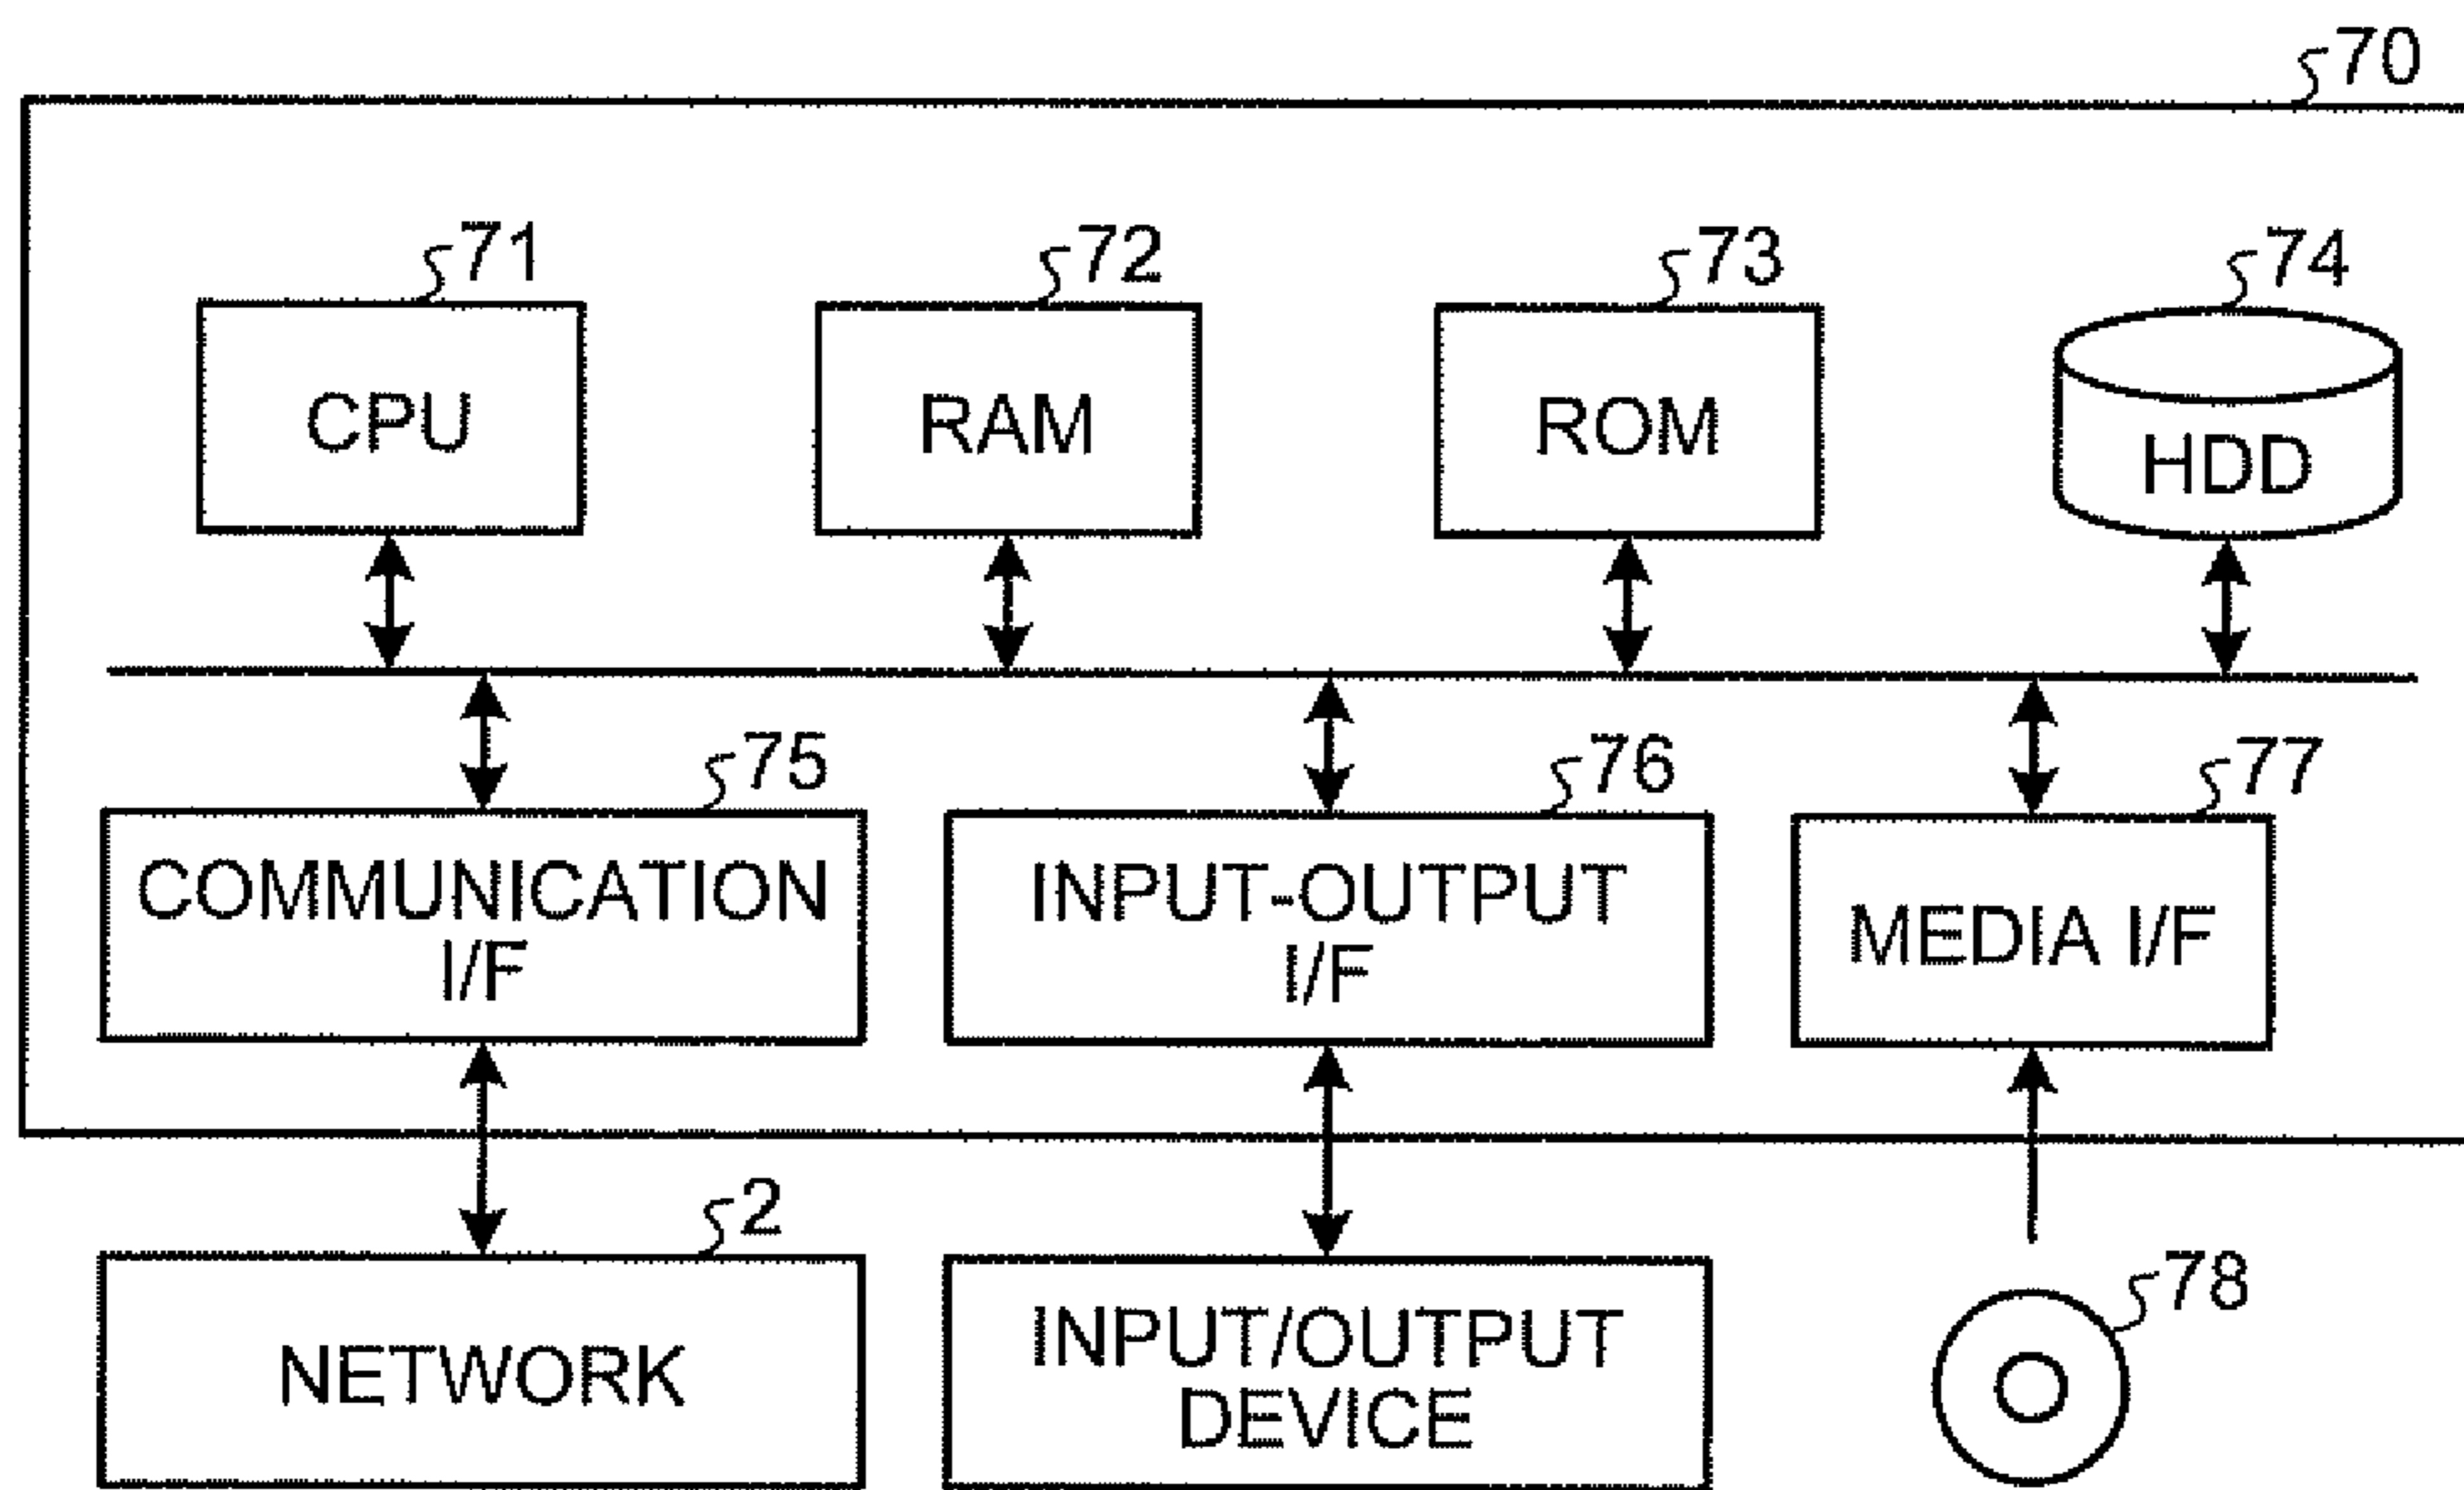 70
71
72
73
74
CPU
RAM
ROM
HDD
75
76
77
COMMUNICATION
I/F
INPUT-OUTPUT
I/F
MEDIA I/F
2
78
NETWORK
INPUT/OUTPUT
DEVICE